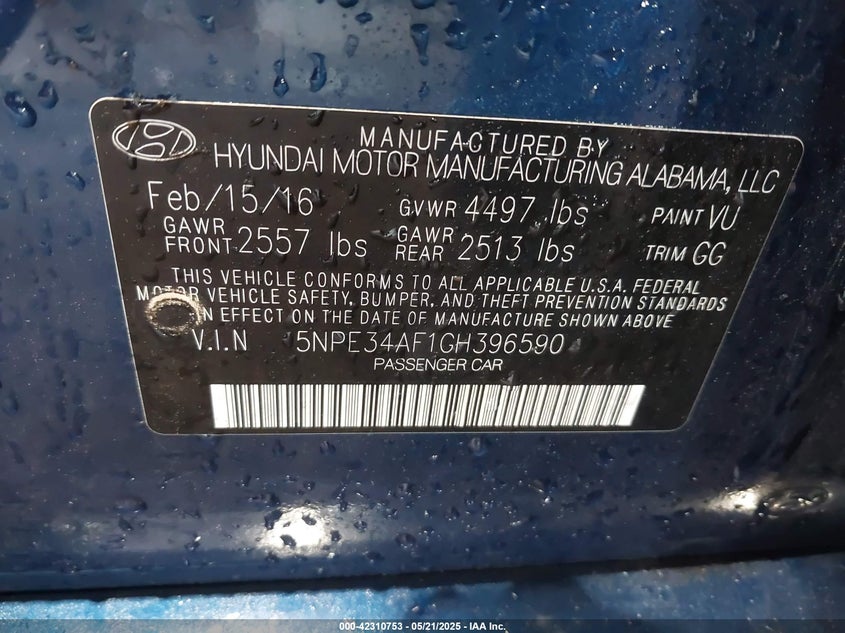 MANUFACTURED BY
HYUNDAI MOTOR MANUFACTURING ALABAMA, LLC
Feb/15/16 GVWR 4497 lbs PAINT VU
GAWR FRONT 2557 lbs GAWR REAR 2513 lbs TRIM GG
THIS VEHICLE CONFORMS TO ALL APPLICABLE U.S.A. FEDERAL
MOTOR VEHICLE SAFETY, BUMPER, AND THEFT PREVENTION STANDARDS
N EFFECT ON THE DATE OF MANUFACTURE SHOWN ABOVE
V.I.N 5NPE34AF1GH396590
PASSENGER CAR
000-42310753 - 05/21/2025 - IAA Inc.